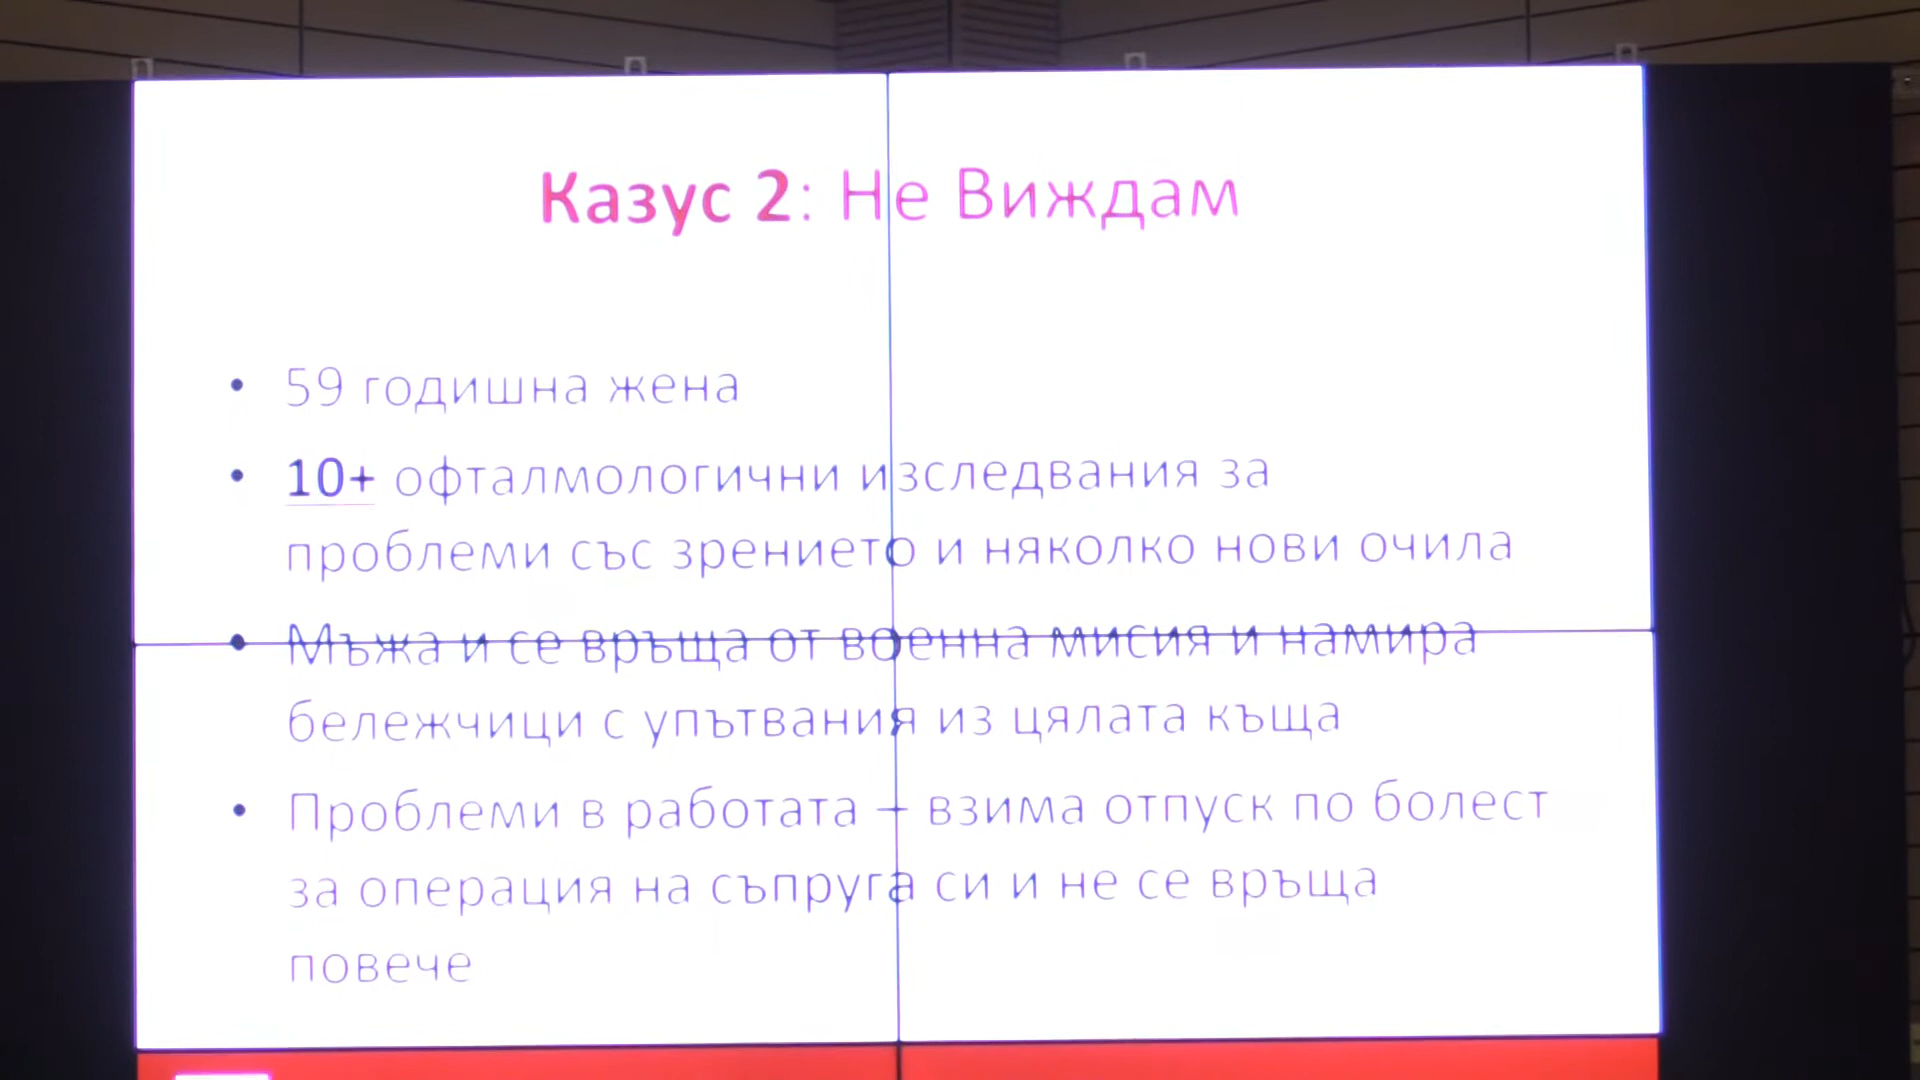 Казус 2: Не Виждам
• 59 годишна жена
• 10+ офталмологични изследвания за
проблеми със зрението и няколко нови очила
• Мъжа и се връща от военна мисия и намира
бележчици с упътвания из цялата къща
• Проблеми в работата – взима отпуск по болест
за операция на съпруга си и не се връща
повече